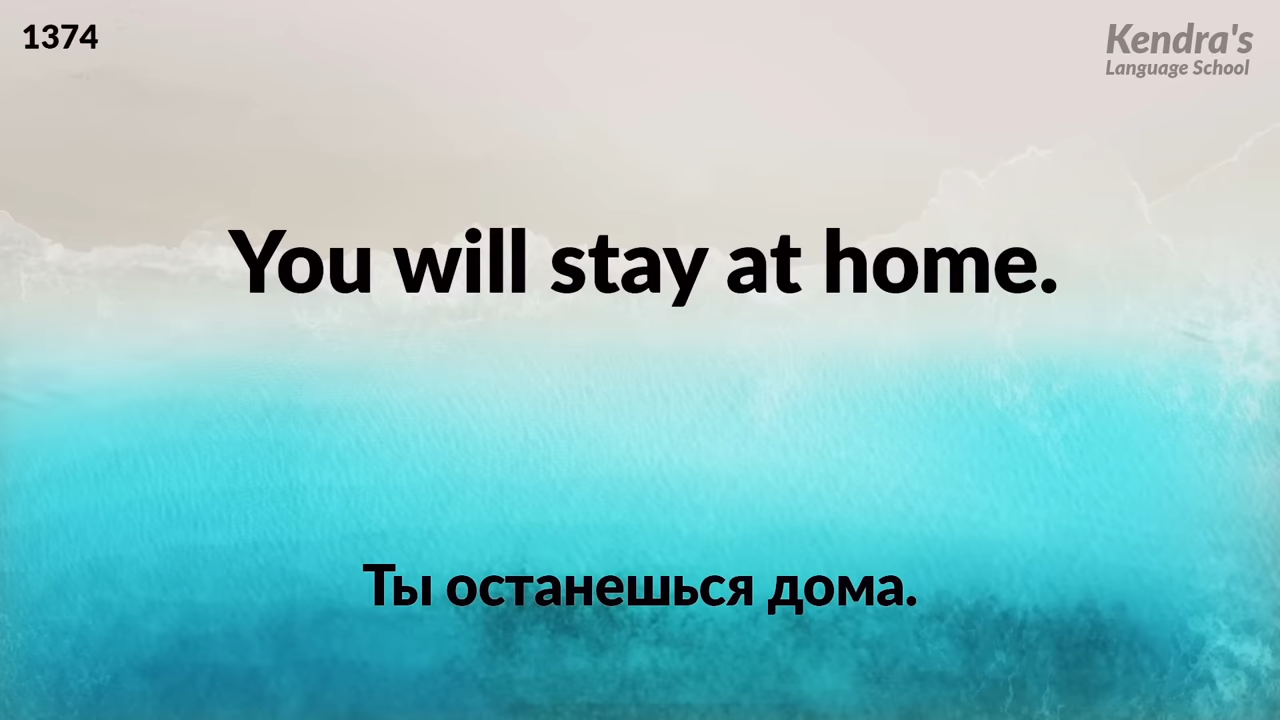 1374
Kendra's
Language School
You will stay at home.
Ты останешься дома.